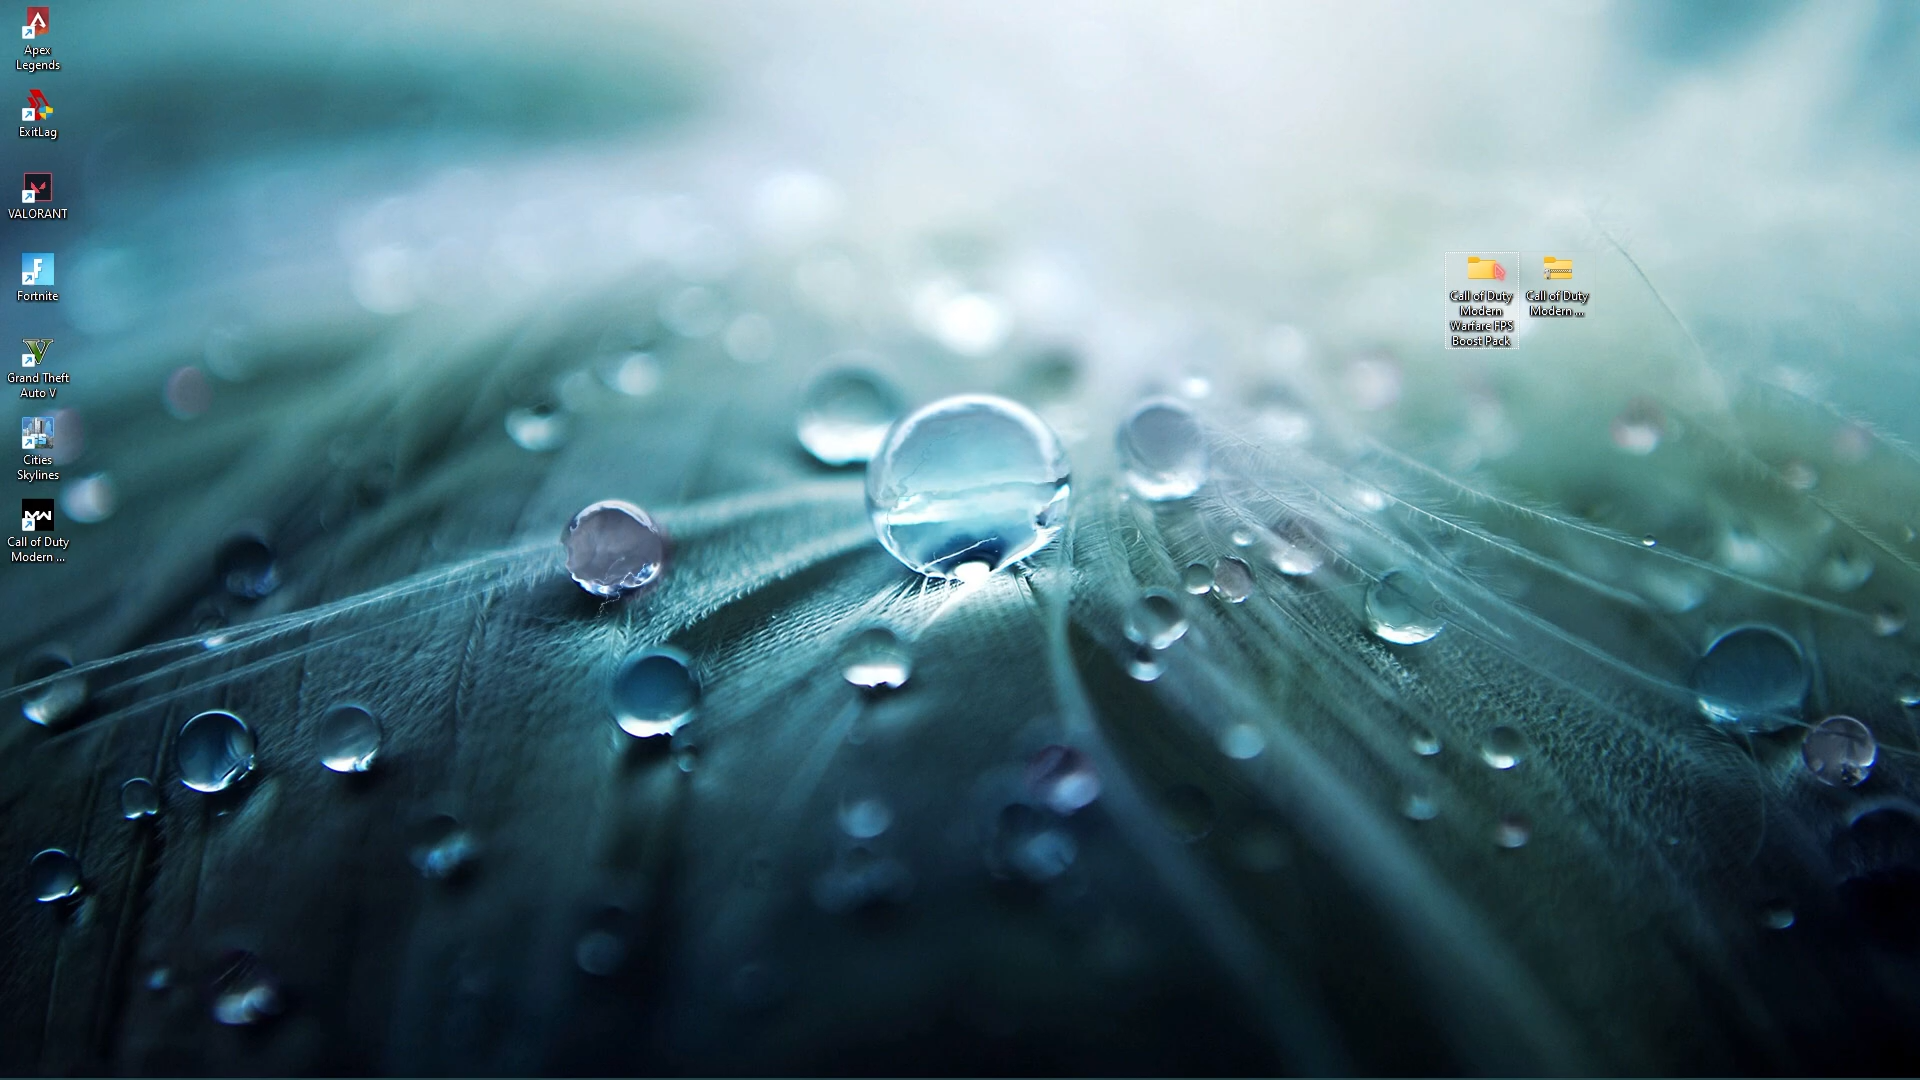 Apex
Legends
ExitLag
VALORANT
Fortnite
Grand Theft
Auto V
Cities
Skylines
Call of Duty
Modern ...
Call of Duty
Modern
Warfare FPS
Boost Pack
Call of Duty
Modern ...